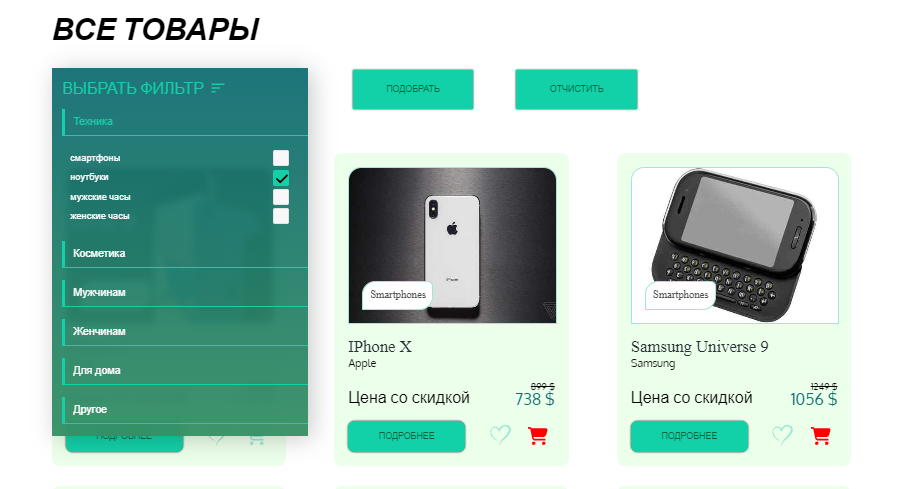 ВСЕ ТОВАРЫ
ВЫБРАТЬ ФИЛЬТР
ПОДОБРАТЬ
ОТЧИСТИТЬ
Техника
смартфоны
ноутбуки
мужские часы
женские часы
Косметика
Мужчинам
Женчинам
Для дома
Другое
ПОДРОБНЕЕ
iPhone
Smartphones
IPhone X
Apple
899 $
Цена со скидкой
738 $
ПОДРОБНЕЕ
Smartphones
Samsung Universe 9
Samsung
1249 $
Цена со скидкой
1056 $
ПОДРОБНЕЕ